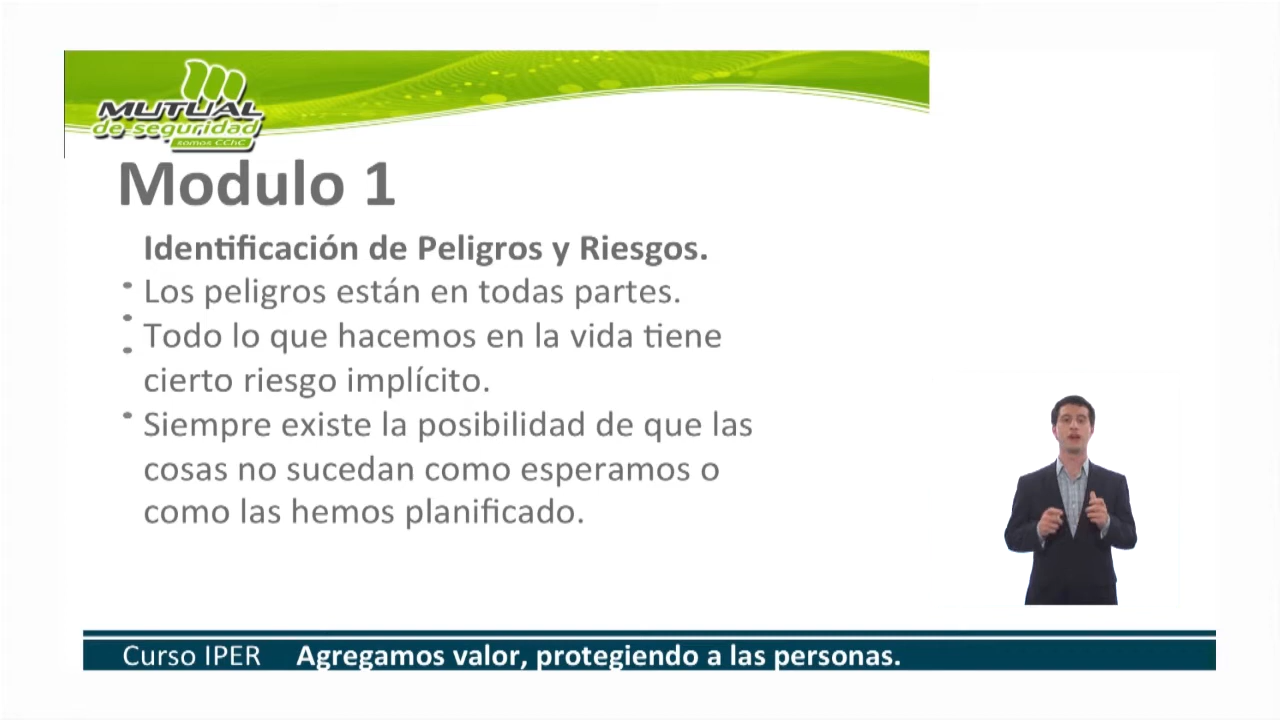 MUTUAL
de seguridad
somos CChC
Modulo 1
Identificación de Peligros y Riesgos.
Los peligros están en todas partes.
Todo lo que hacemos en la vida tiene
cierto riesgo implícito.
Siempre existe la posibilidad de que las
cosas no sucedan como esperamos o
como las hemos planificado.
Curso IPER Agregamos valor, protegiendo a las personas.